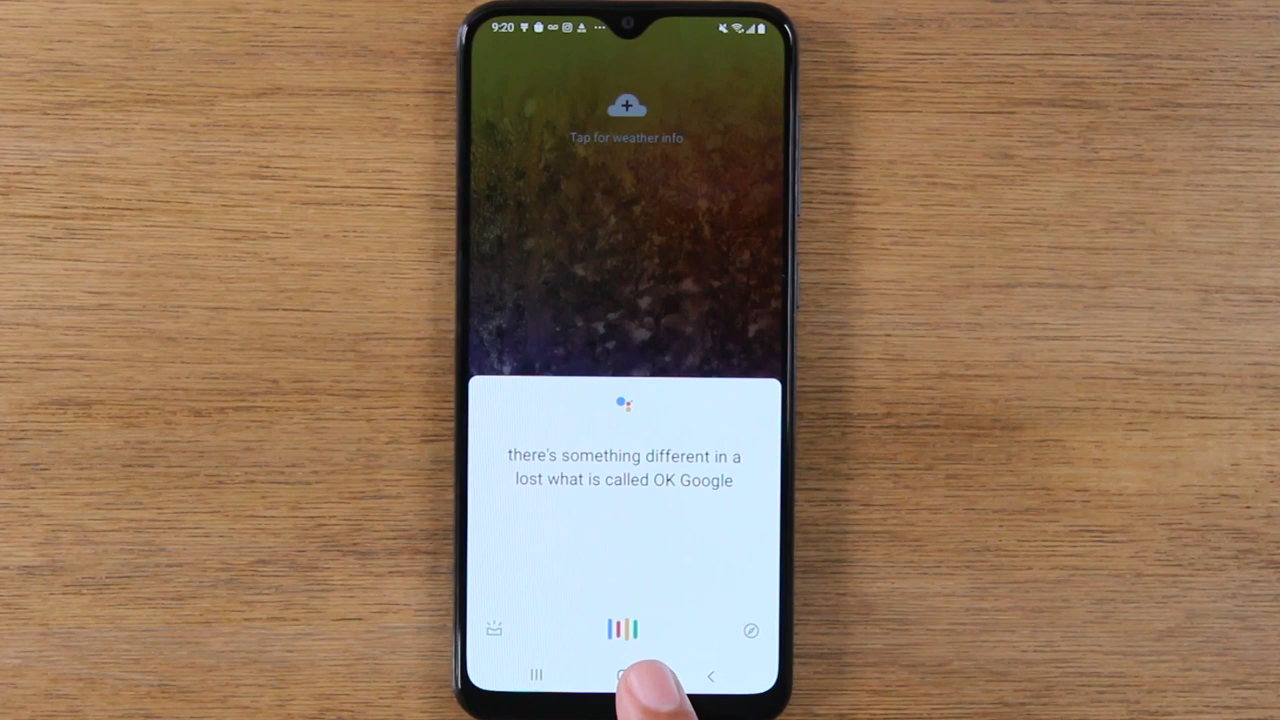 9:20
Tap for weather info
there's something different in a
lost what is called OK Google